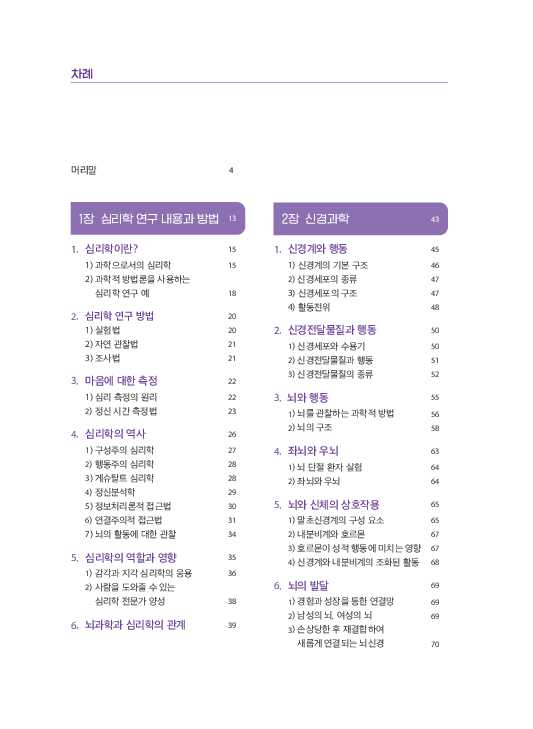 차례
머리말 4
1장 심리학 연구 내용과 방법 13
1. 심리학이란? 15
1) 과학으로서의 심리학 15
2) 과학적 방법론을 사용하는
심리학 연구 예 18
2. 심리학 연구 방법 20
1) 실험법 20
2) 자연 관찰법 21
3) 조사법 21
3. 마음에 대한 측정 22
1) 심리 측정의 원리 22
2) 정신 시간 측정법 23
4. 심리학의 역사 26
1) 구성주의 심리학 27
2) 행동주의 심리학 28
3) 게슈탈트 심리학 28
4) 정신분석학 29
5) 정보처리론적 접근법 30
6) 연결주의적 접근법 31
7) 뇌의 활동에 대한 관찰 34
5. 심리학의 역할과 영향 35
1) 감각과 지각 심리학의 응용 36
2) 사람을 도와줄 수 있는
심리학 전문가 양성 38
6. 뇌과학과 심리학의 관계 39
2장 신경과학 43
1. 신경계와 행동 45
1) 신경계의 기본 구조 46
2) 신경세포의 종류 47
3) 신경세포의 구조 47
4) 활동전위 48
2. 신경전달물질과 행동 50
1) 신경세포와 수용기 50
2) 신경전달물질과 행동 51
3) 신경전달물질의 종류 52
3. 뇌와 행동 55
1) 뇌를 관찰하는 과학적 방법 56
2) 뇌의 구조 58
4. 좌뇌와 우뇌 63
1) 뇌 단절 환자 실험 64
2) 좌뇌와 우뇌 64
5. 뇌와 신체의 상호작용 65
1) 말초신경계의 구성 요소 65
2) 내분비계와 호르몬 67
3) 호르몬이 성적 행동에 미치는 영향 67
4) 신경계와 내분비계의 조화된 활동 68
6. 뇌의 발달 69
1) 경험과 성장을 통한 연결망 69
2) 남성의 뇌, 여성의 뇌 69
3) 손상당한 후 재결합하여
새롭게 연결되는 뇌신경 70